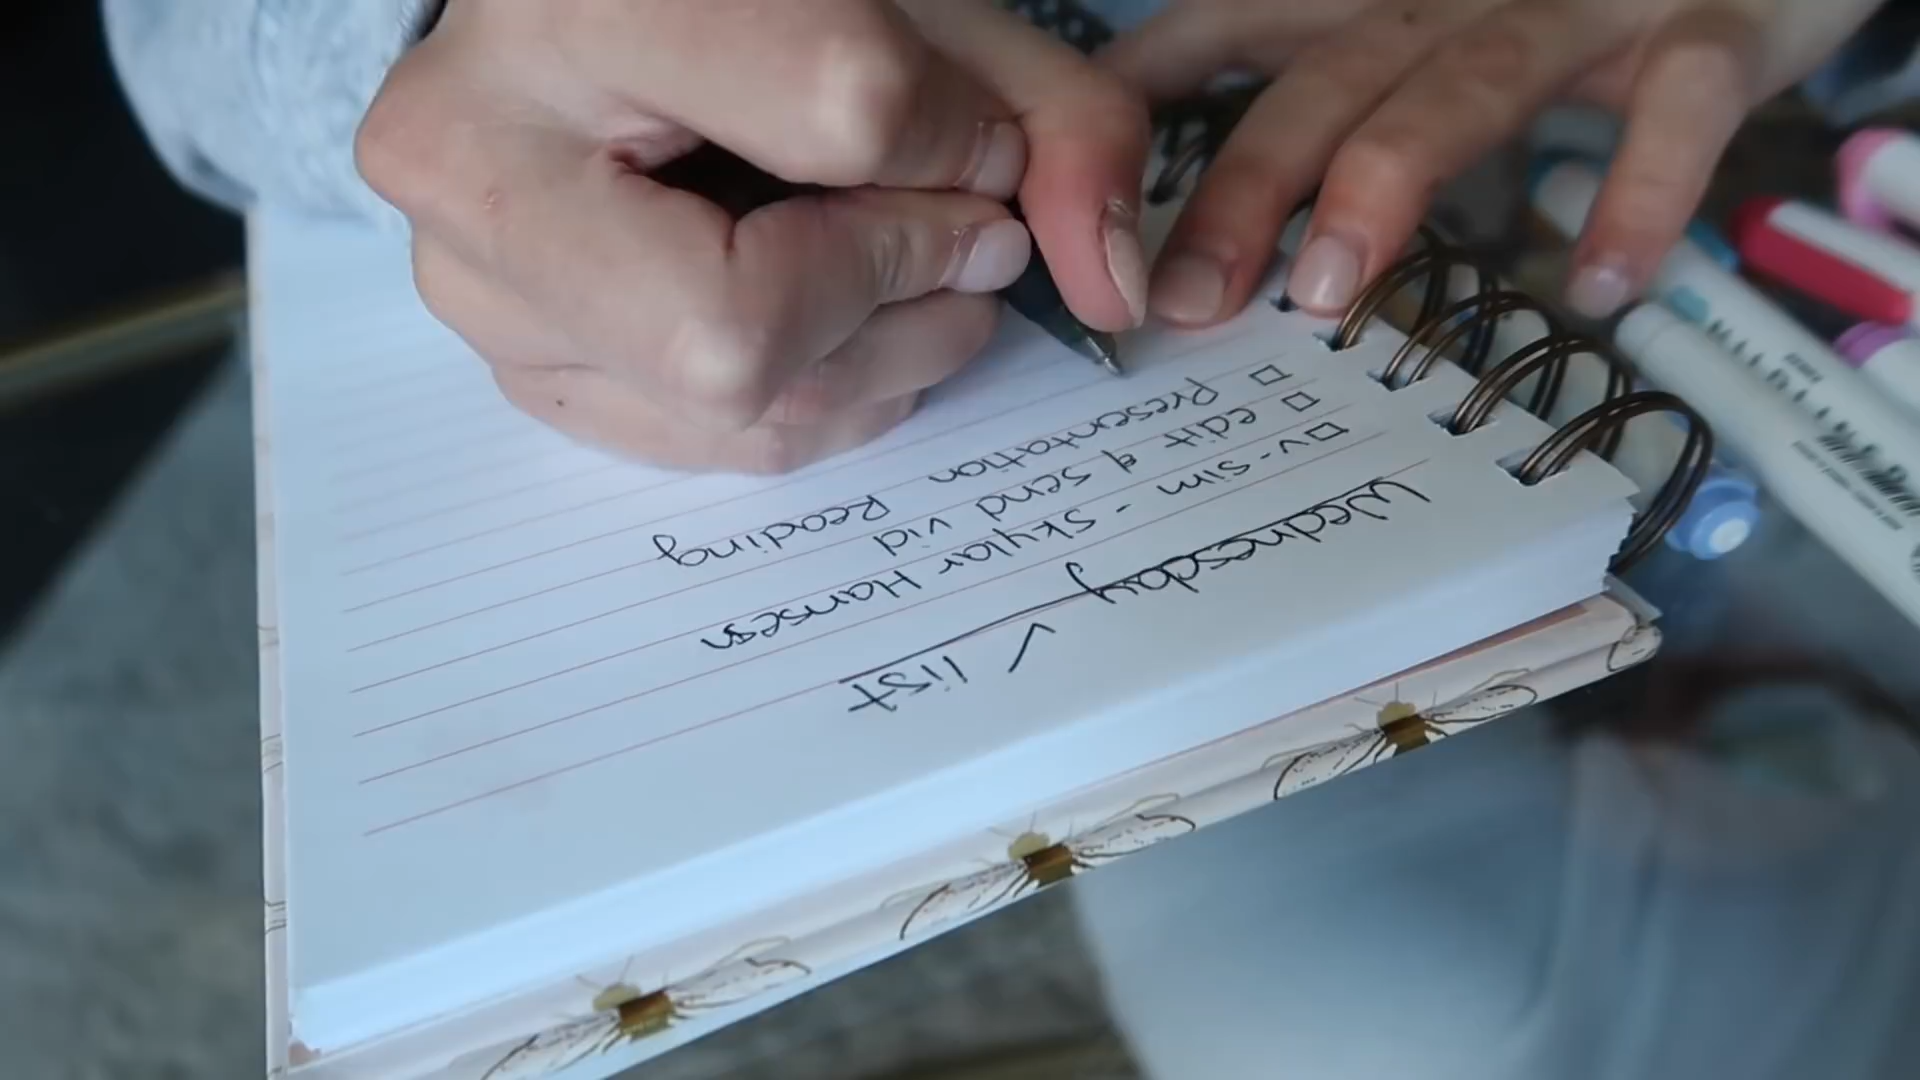 Wednesday ✓ list
□ v-sim - Skylar Hansen
□ edit & send vid
□ Presentation Reading